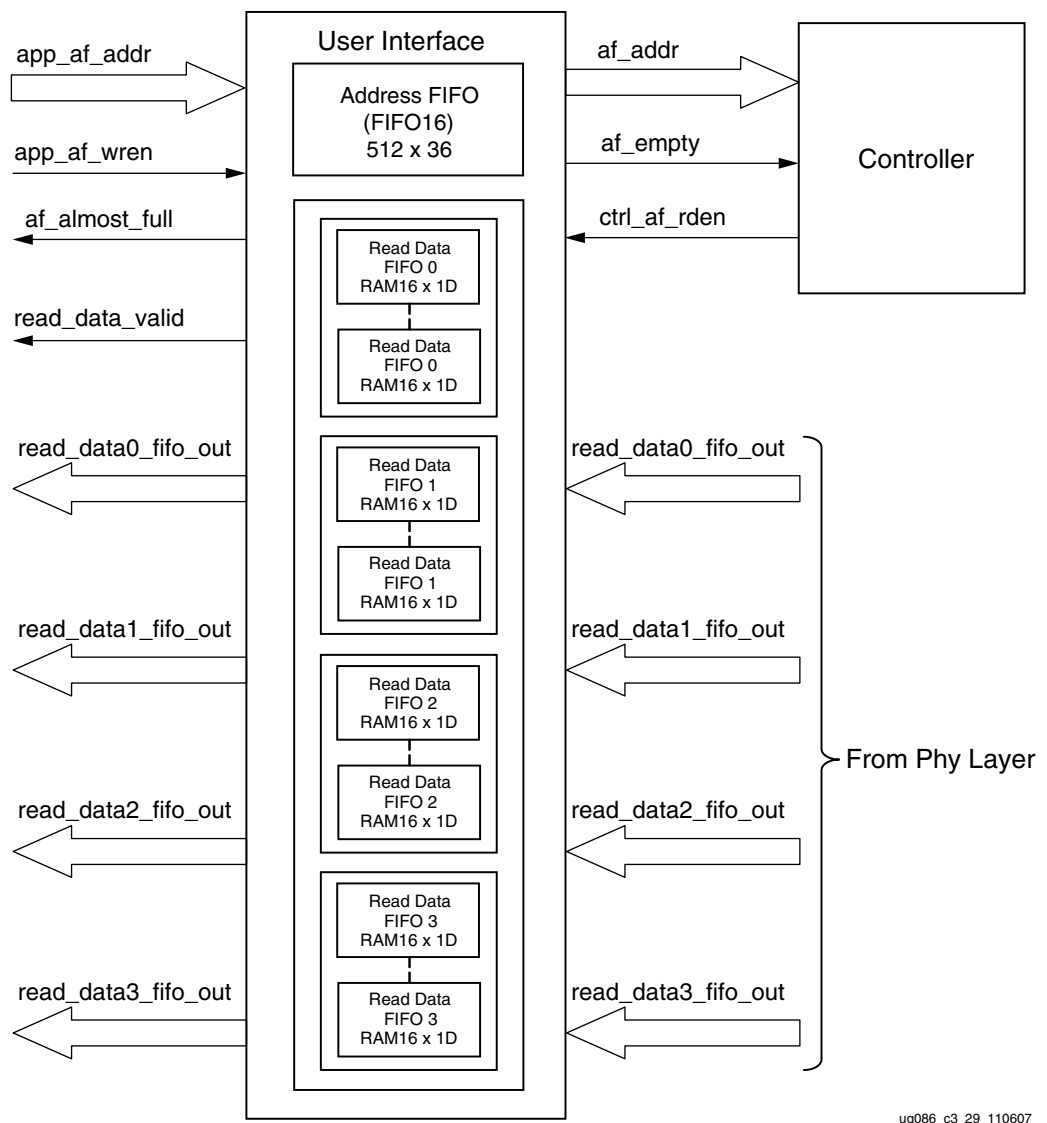 User Interface
app_af_addr
af_addr
Address FIFO
(FIFO16)
512 x 36
app_af_wren
af_empty
Controller
af_almost_full
ctrl_af_rden
Read Data
FIFO 0
RAM16 x 1D
read_data_valid
Read Data
FIFO 0
RAM16 x 1D
read_data0_fifo_out
read_data0_fifo_out
Read Data
FIFO 1
RAM16 x 1D
Read Data
FIFO 1
RAM16 x 1D
read_data1_fifo_out
read_data1_fifo_out
Read Data
FIFO 2
RAM16 x 1D
From Phy Layer
Read Data
FIFO 2
RAM16 x 1D
read_data2_fifo_out
read_data2_fifo_out
Read Data
FIFO 3
RAM16 x 1D
read_data3_fifo_out
read_data3_fifo_out
Read Data
FIFO 3
RAM16 x 1D
ug086_c3_29_110607